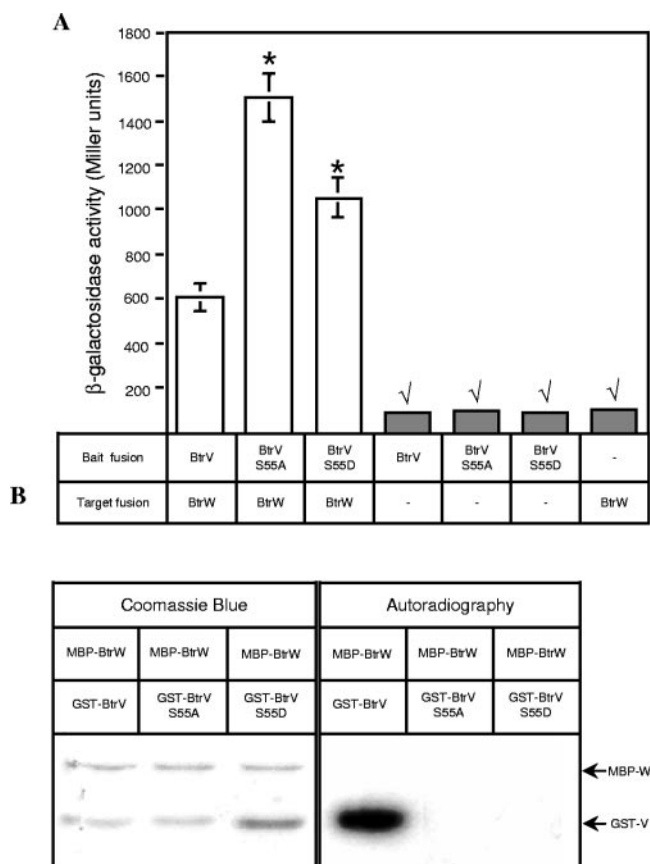 A
β-galactosidase activity (Miller units)
1800
1600
1400
1200
1000
800
600
400
200
*
*
√
√
√
√
Bait fusion
BtrV
BtrV
S55A
BtrV
S55D
BtrV
BtrV
S55A
BtrV
S55D
-
Target fusion
BtrW
BtrW
BtrW
-
-
-
BtrW
B
Coomassie Blue
Autoradiography
MBP-BtrW
MBP-BtrW
MBP-BtrW
MBP-BtrW
MBP-BtrW
MBP-BtrW
GST-BtrV
GST-BtrV
S55A
GST-BtrV
S55D
GST-BtrV
GST-BtrV
S55A
GST-BtrV
S55D
MBP-W
GST-V